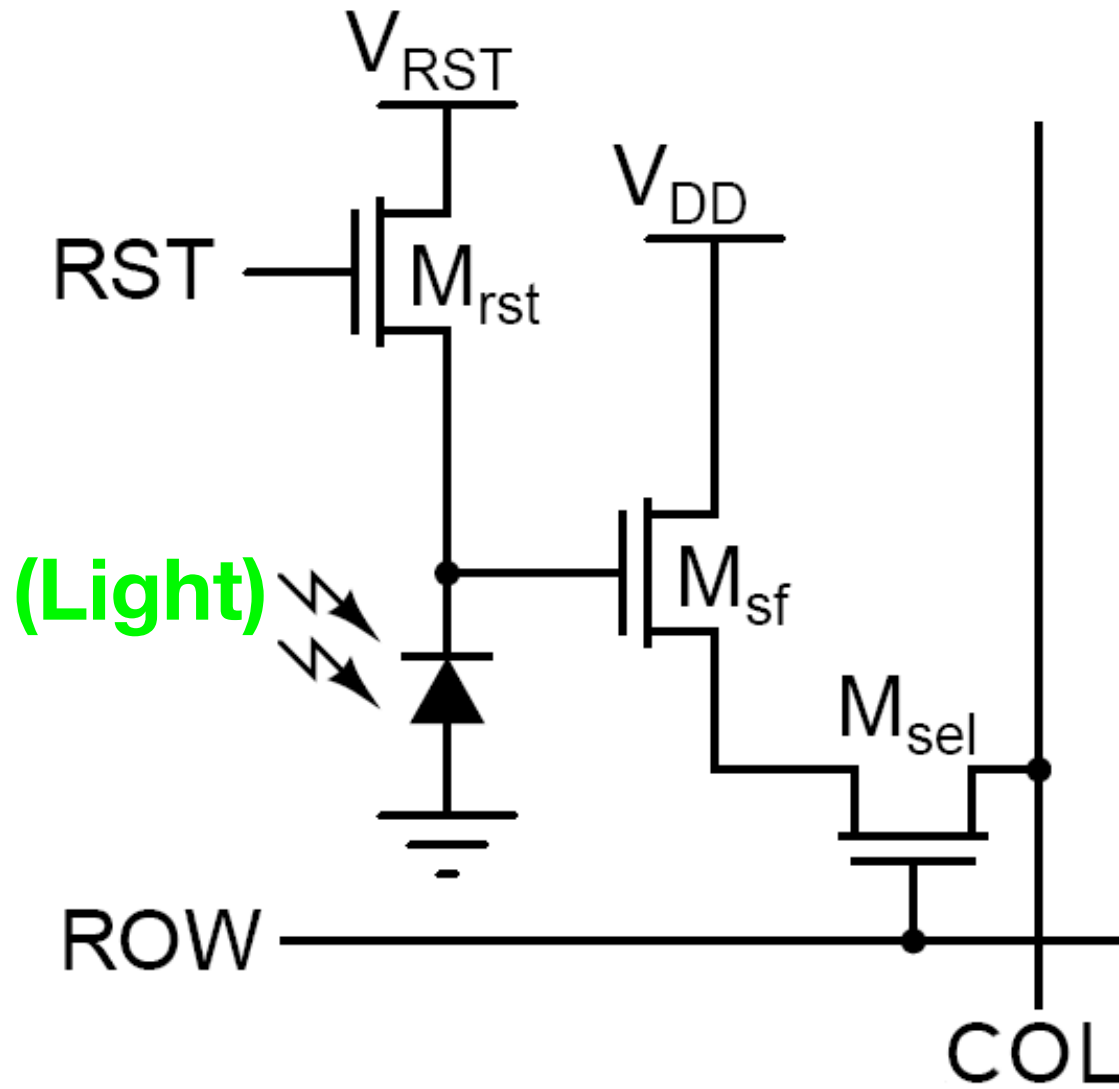 V_RST
V_DD
RST
M_rst
(Light)
M_sf
M_sel
ROW
COL